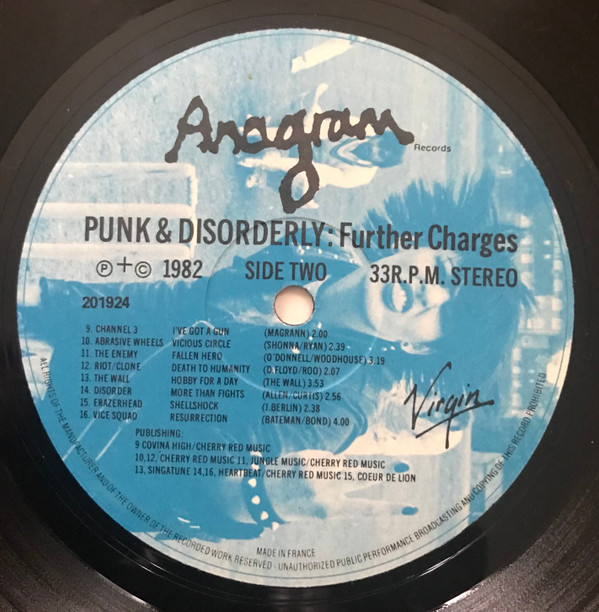 Anagram
Records
PUNK & DISORDERLY: Further Charges
℗+© 1982 SIDE TWO 33R.P.M. STEREO
201924
9. CHANNEL 3 I'VE GOT A GUN (MAGRANN) 2.00
10. ABRASIVE WHEELS VICIOUS CIRCLE (SHONNA/RYAN) 2.39
11. THE ENEMY FALLEN HERO (O'DONNELL/WOODHOUSE) 3.19
12. RIOT/CLONE DEATH TO HUMANITY (D.FLOYD/ROO) 2.07
13. THE WALL HOBBY FOR A DAY (THE WALL) 3.53
14. DISORDER MORE THAN FIGHTS (ALLEN/CURTIS) 2.56
15. ERAZERHEAD SHELLSHOCK (I.BERLIN) 2.38
16. VICE SQUAD RESURRECTION (BATEMAN/BOND) 4.00
Virgin
PUBLISHING:
9 COVINA HIGH/CHERRY RED MUSIC
10,12, CHERRY RED MUSIC 11, JUNGLE MUSIC/CHERRY RED MUSIC
13, SINGATUNE 14,16, HEARTBEAT/CHERRY RED MUSIC 15, COEUR DE LION
MADE IN FRANCE
ALL RIGHTS OF THE MANUFACTURER AND OF THE OWNER OF THE RECORDED WORK RESERVED - UNAUTHORIZED PUBLIC PERFORMANCE BROADCASTING AND COPYING OF THIS RECORD PROHIBITED